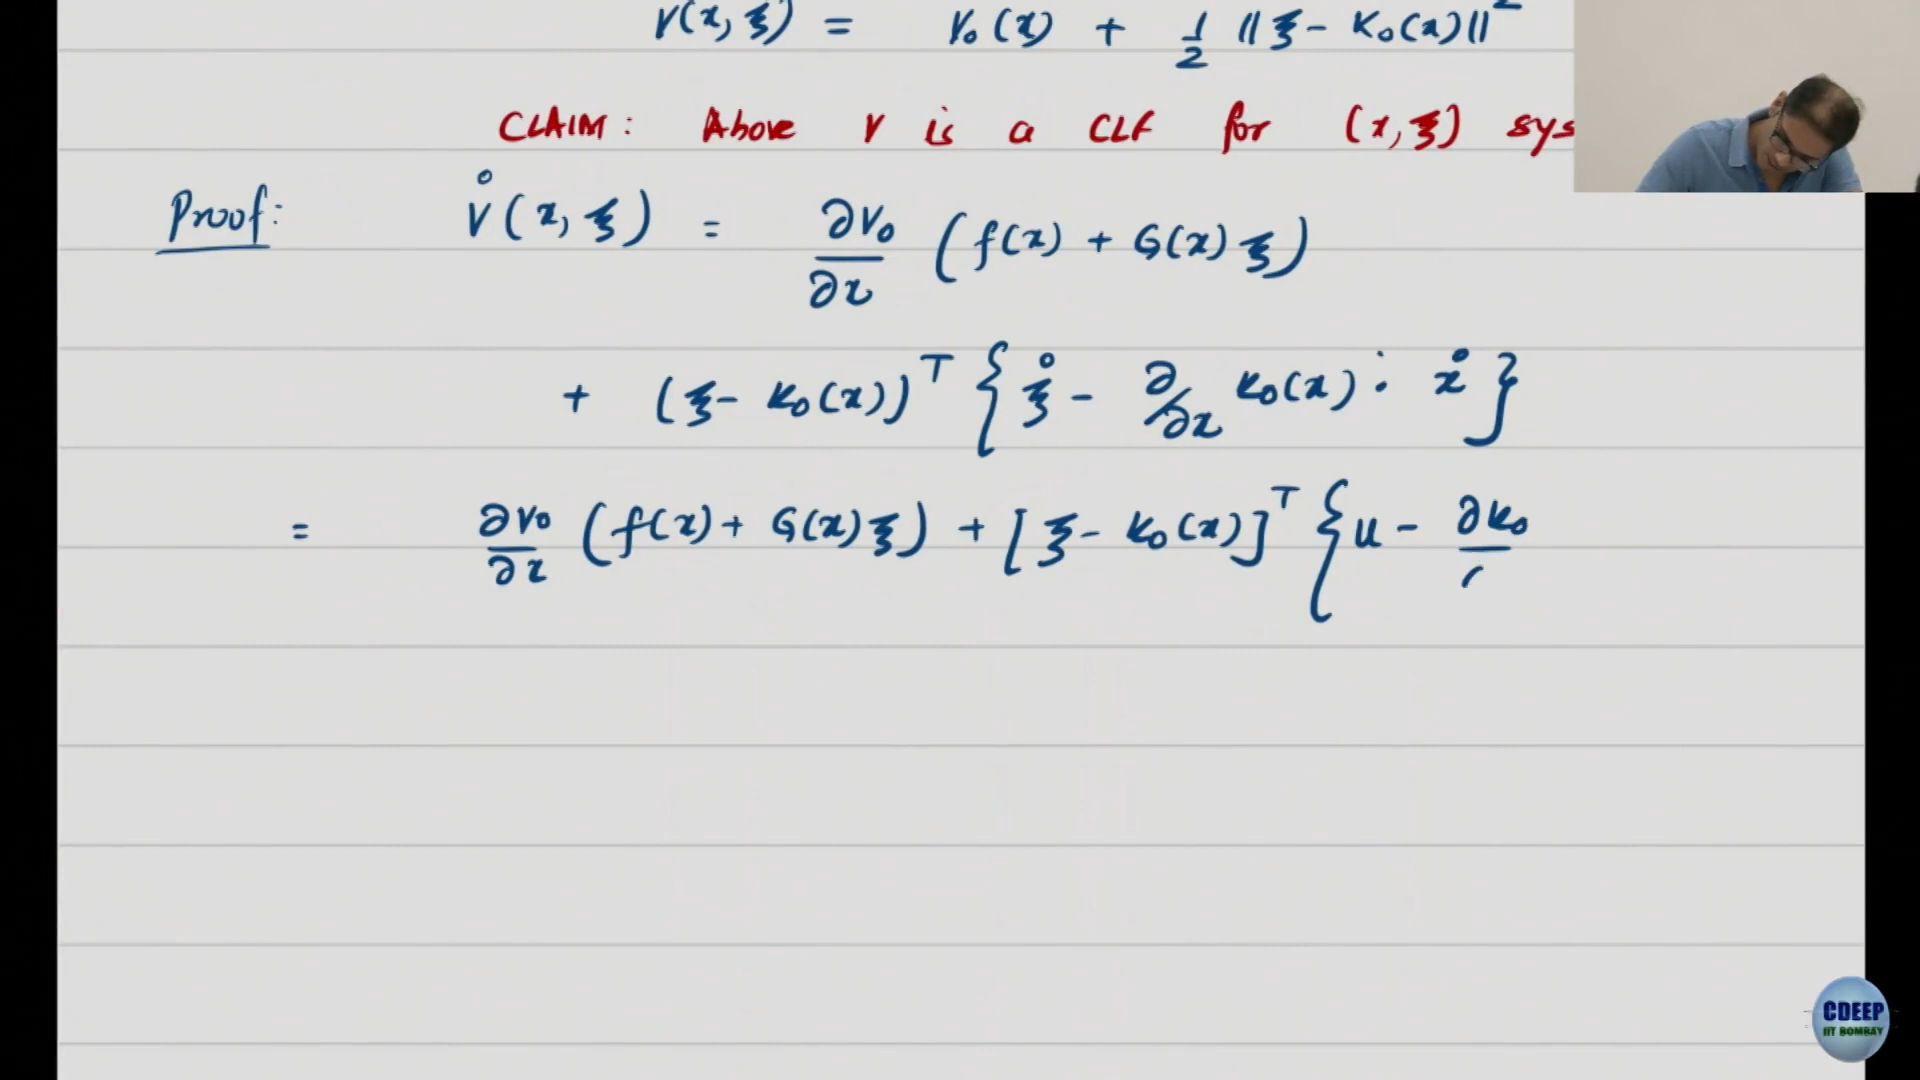 V(x, ξ) = V₀(x) + 1/2 ||ξ - K₀(x)||²
CLAIM: Above V is a CLF for (x, ξ) sys
Proof: V̇(x, ξ) = ∂V₀/∂x (f(x) + G(x) ξ)
+ (ξ - K₀(x))ᵀ { ξ̇ - ∂/∂x K₀(x) · ẋ }
= ∂V₀/∂x (f(x) + G(x) ξ) + [ξ - K₀(x)]ᵀ { u - ∂K₀/
CDEEP
IIT BOMBAY